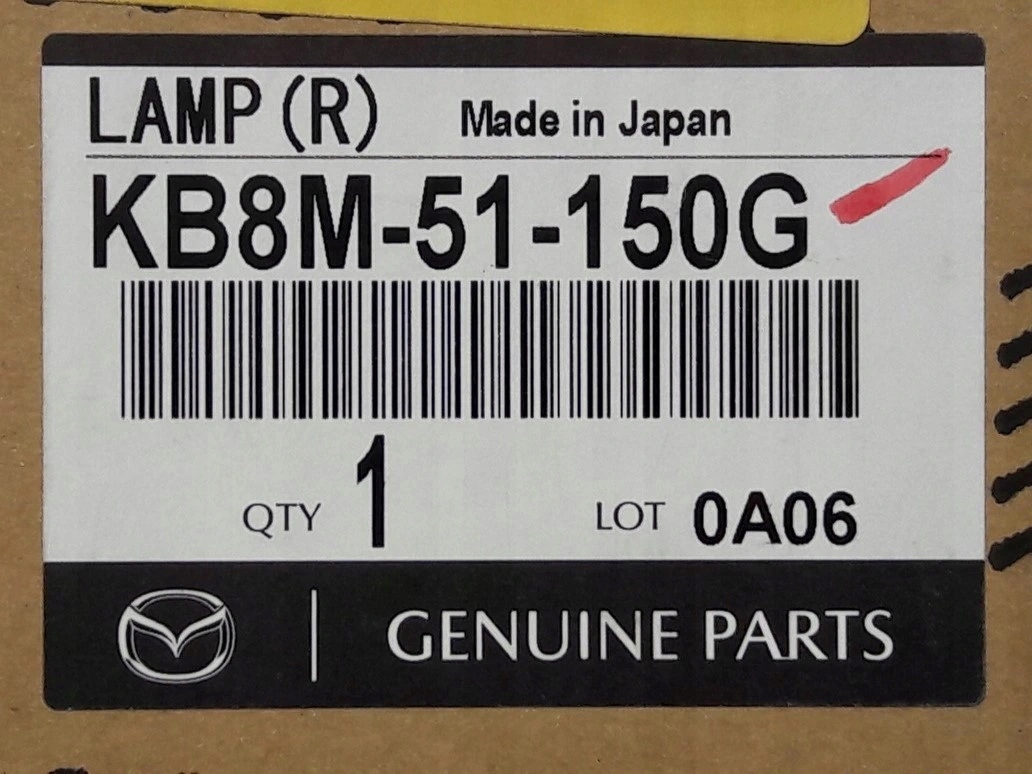 LAMP (R) Made in Japan
KB8M-51-150G
QTY 1 LOT 0A06
GENUINE PARTS